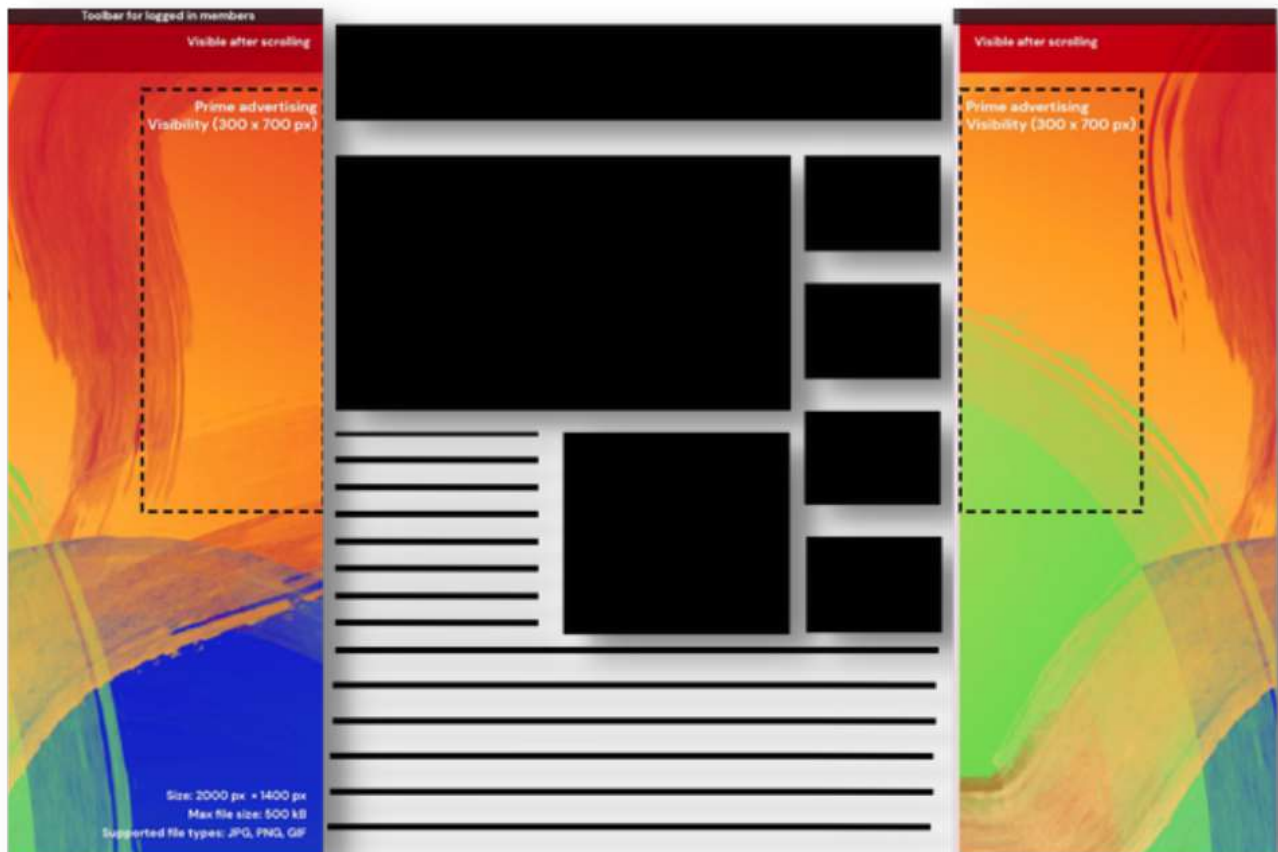 Toolbar for logged in members
Visible after scrolling
Prime advertising
Visibility (300 x 700 px)
Size: 2000 px × 1400 px
Max file size: 500 kB
Supported file types: JPG, PNG, GIF
Visible after scrolling
Prime advertising
Visibility (300 x 700 px)